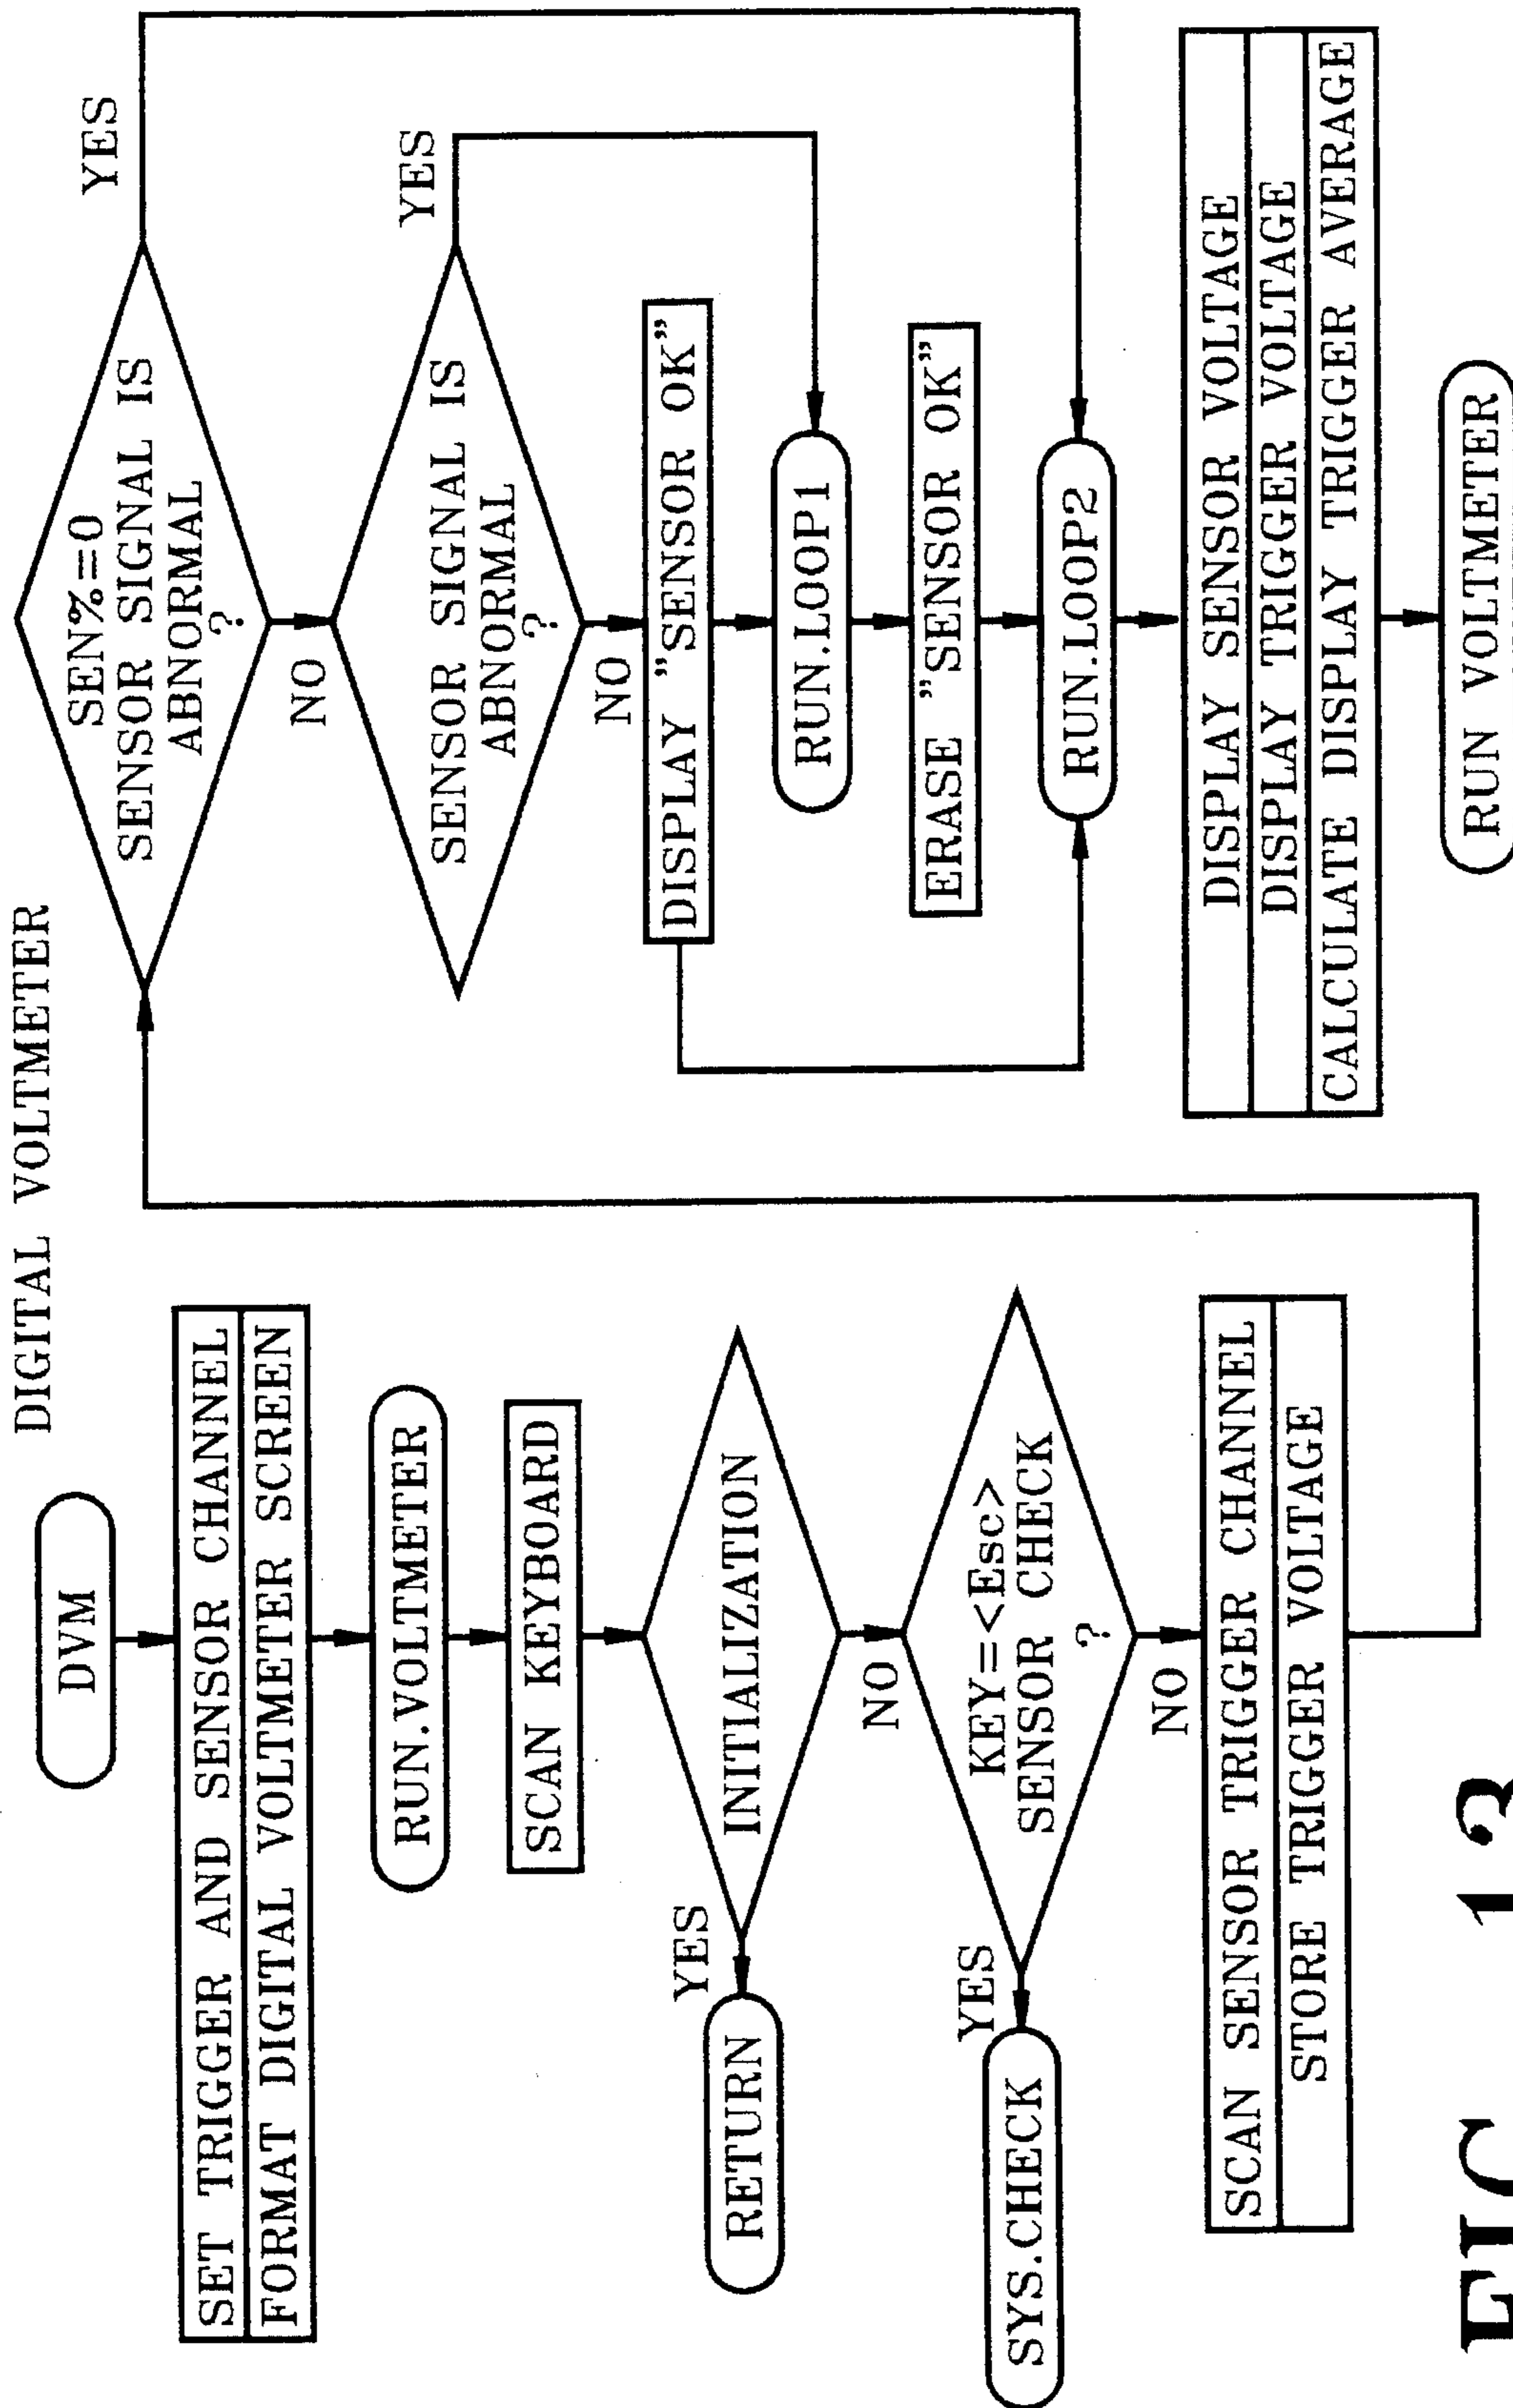 DIGITAL VOLTMETER
DVM
SET TRIGGER AND SENSOR CHANNEL
FORMAT DIGITAL VOLTMETER SCREEN
RUN.VOLTMETER
SCAN KEYBOARD
INITIALIZATION
YES
RETURN
NO
KEY=<Esc>
SENSOR CHECK
?
YES
SYS.CHECK
NO
SCAN SENSOR TRIGGER CHANNEL
STORE TRIGGER VOLTAGE
SEN%=0
SENSOR SIGNAL IS
ABNORMAL
?
YES
NO
SENSOR SIGNAL IS
ABNORMAL
?
YES
NO
DISPLAY "SENSOR OK"
RUN.LOOP1
ERASE "SENSOR OK"
RUN.LOOP2
DISPLAY SENSOR VOLTAGE
DISPLAY TRIGGER VOLTAGE
CALCULATE DISPLAY TRIGGER AVERAGE
RUN VOLTMETER
FIG. 13